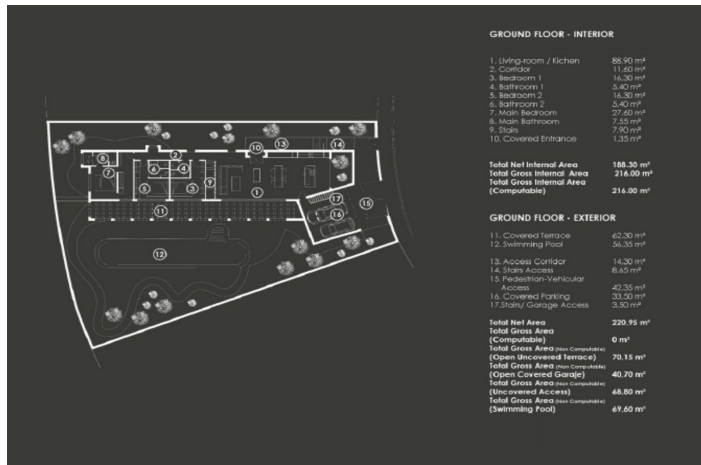 GROUND FLOOR - INTERIOR
1. Living-room / Kichen 88,90 m²
2. Corridor 11,60 m²
3. Bedroom 1 16,30 m²
4. Bathroom 1 5,40 m²
5. Bedroom 2 16,30 m²
6. Bathroom 2 5,40 m²
7. Main Bedroom 27,60 m²
8. Main Bathroom 7,55 m²
9. Stairs 7,90 m²
10. Covered Entrance 1,35 m²
Total Net Internal Area 188.30 m²
Total Gross Internal Area 216.00 m²
Total Gross Internal Area
(Computable) 216.00 m²
GROUND FLOOR - EXTERIOR
11. Covered Terrace 62,30 m²
12. Swimming Pool 56,35 m²
13. Access Corridor 14,30 m²
14. Stairs Access 8,65 m²
15. Pedestrian-Vehicular
Access 42,35 m²
16. Covered Parking 33,50 m²
17.Stairs/ Garage Access 3,50 m²
Total Net Area 220,95 m²
Total Gross Area
(Computable) 0 m²
Total Gross Area (Non Computable)
(Open Uncovered Terrace) 70,15 m²
Total Gross Area (Non Computable)
(Open Covered Garaje) 40,70 m²
Total Gross Area (Non Computable)
(Uncovered Access) 68,80 m²
Total Gross Area (Non Computable)
(Swimming Pool) 69,60 m²
13
14
10
2
8
6
4
7
5
3
9
1
17
15
16
11
12